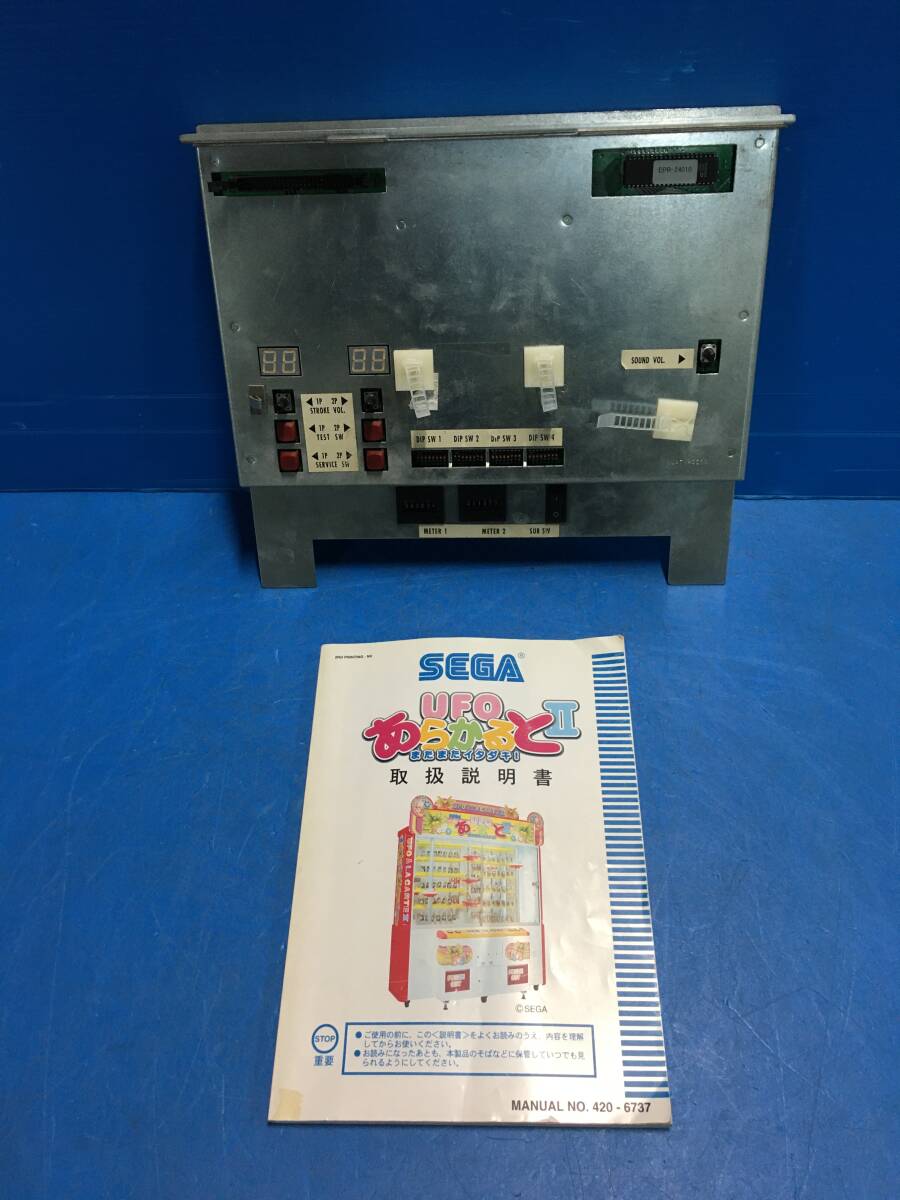 EPR-24010
SOUND VOL. ▶
◀ 1P 2P ▶
STROKE VOL.
◀ 1P 2P ▶
TEST SW
◀ 1P 2P ▶
SERVICE SW
DIP SW 1 DIP SW 2 DIP SW 3 DIP SW 4
METER 1 METER 2 SUB SW
SEGA®
UFO
あらかるとII
またまたイタダキ!
取扱説明書
UFO A LA CARTE II
©SEGA
STOP
重要
●ご使用の前に、この<説明書>をよくお読みのうえ、内容を理解
してからお使いください。
●お読みになったあとも、本製品のそばなどに保管していつでも見
られるようにしてください。
MANUAL NO. 420 - 6737